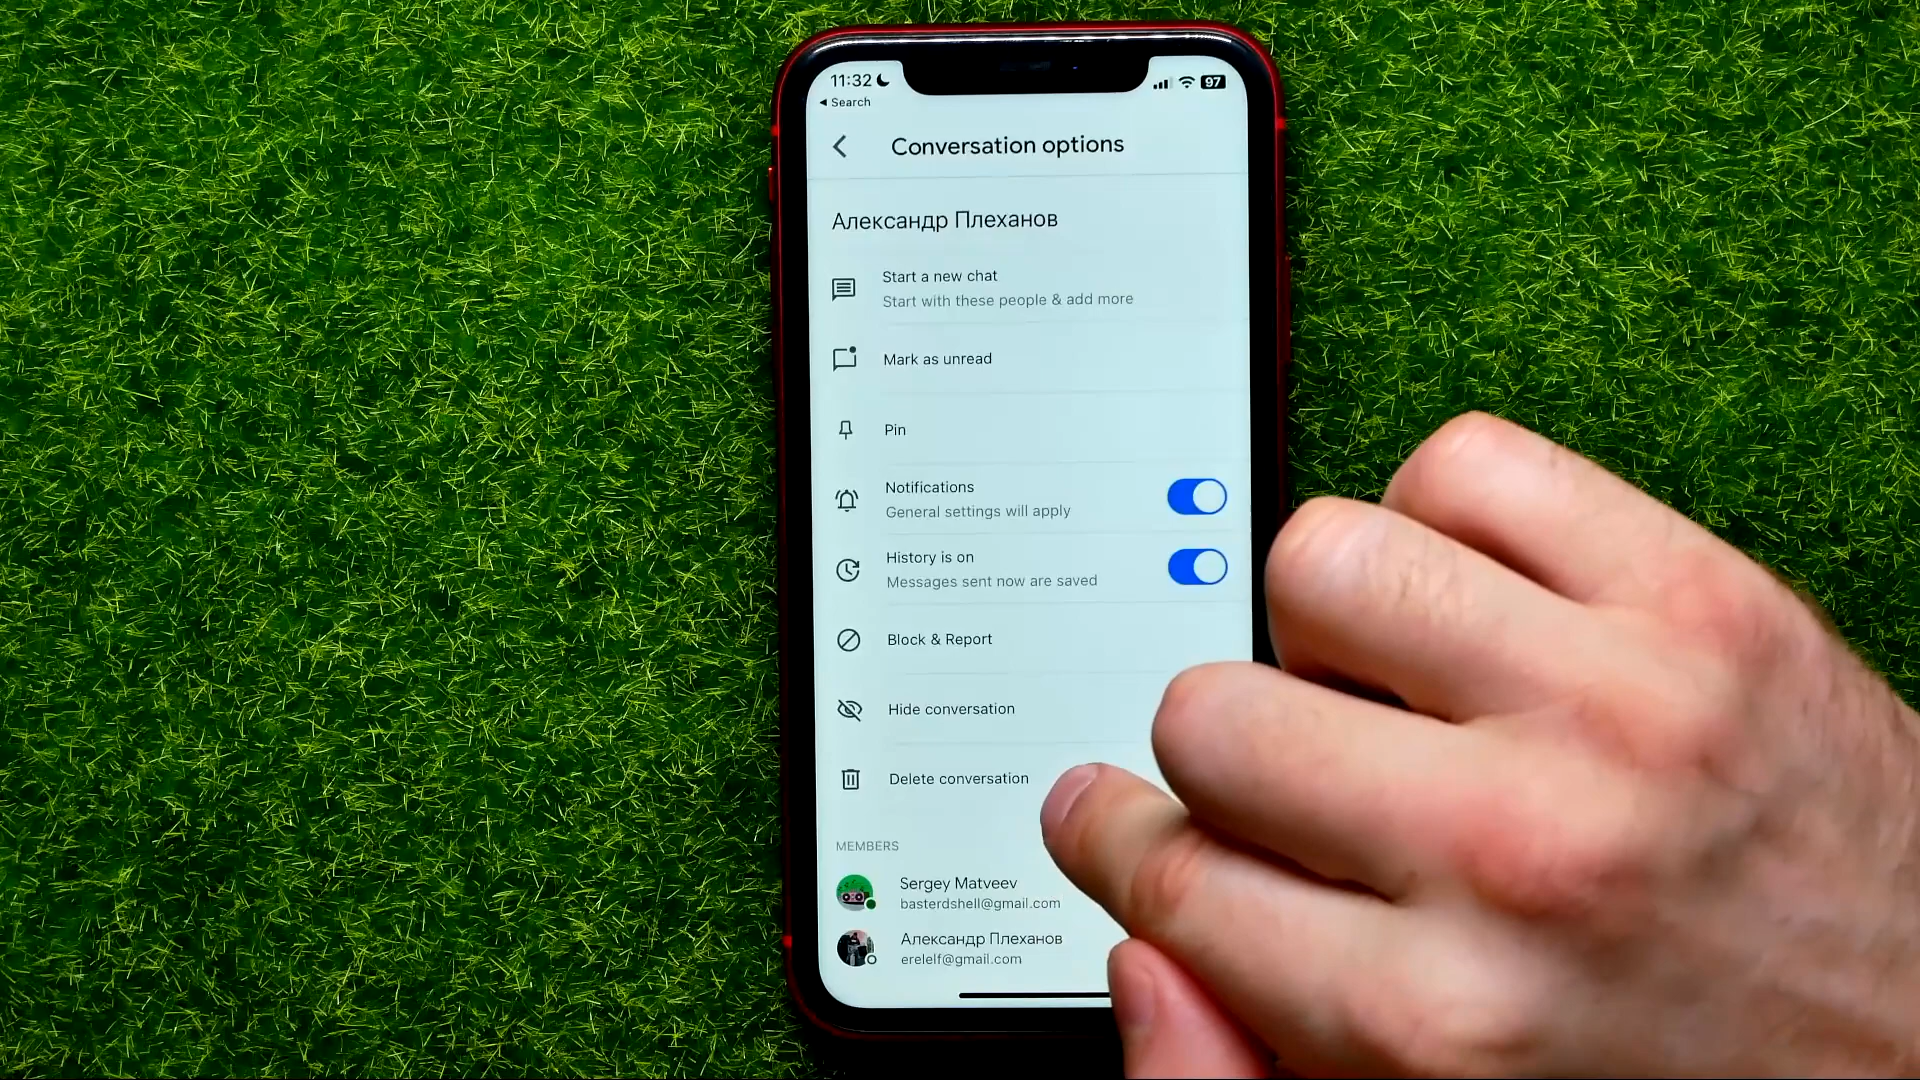 11:32
97
Search
Conversation options
Александр Плеханов
Start a new chat
Start with these people & add more
Mark as unread
Pin
Notifications
General settings will apply
History is on
Messages sent now are saved
Block & Report
Hide conversation
Delete conversation
MEMBERS
Sergey Matveev
basterdshell@gmail.com
Александр Плеханов
erelelf@gmail.com